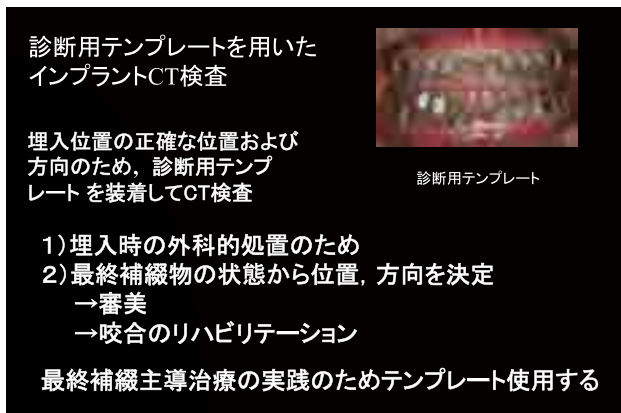 診断用テンプレートを用いた
インプラントCT検査
埋入位置の正確な位置および
方向のため，診断用テンプ
レート を装着してCT検査
診断用テンプレート
１）埋入時の外科的処置のため
２）最終補綴物の状態から位置，方向を決定
→審美
→咬合のリハビリテーション
最終補綴主導治療の実践のためテンプレート使用する